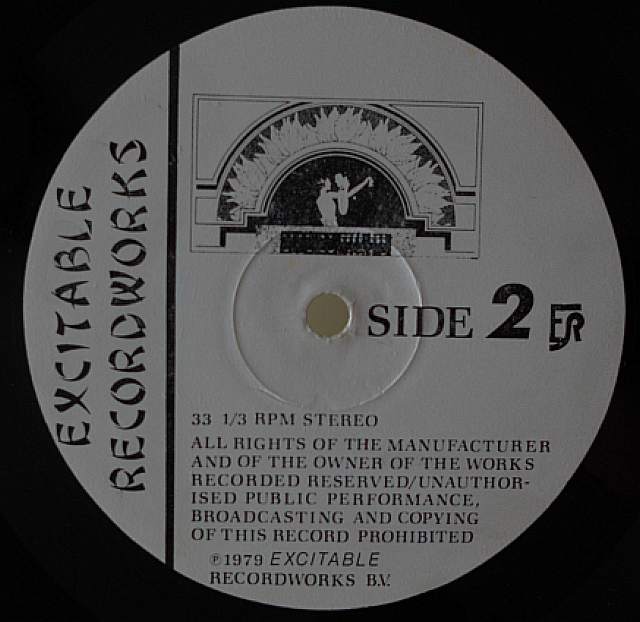 EXCITABLE
RECORDWORKS
SIDE 2 ER
33 1/3 RPM STEREO
ALL RIGHTS OF THE MANUFACTURER
AND OF THE OWNER OF THE WORKS
RECORDED RESERVED/UNAUTHOR-
ISED PUBLIC PERFORMANCE,
BROADCASTING AND COPYING
OF THIS RECORD PROHIBITED
℗1979 EXCITABLE
RECORDWORKS B.V.